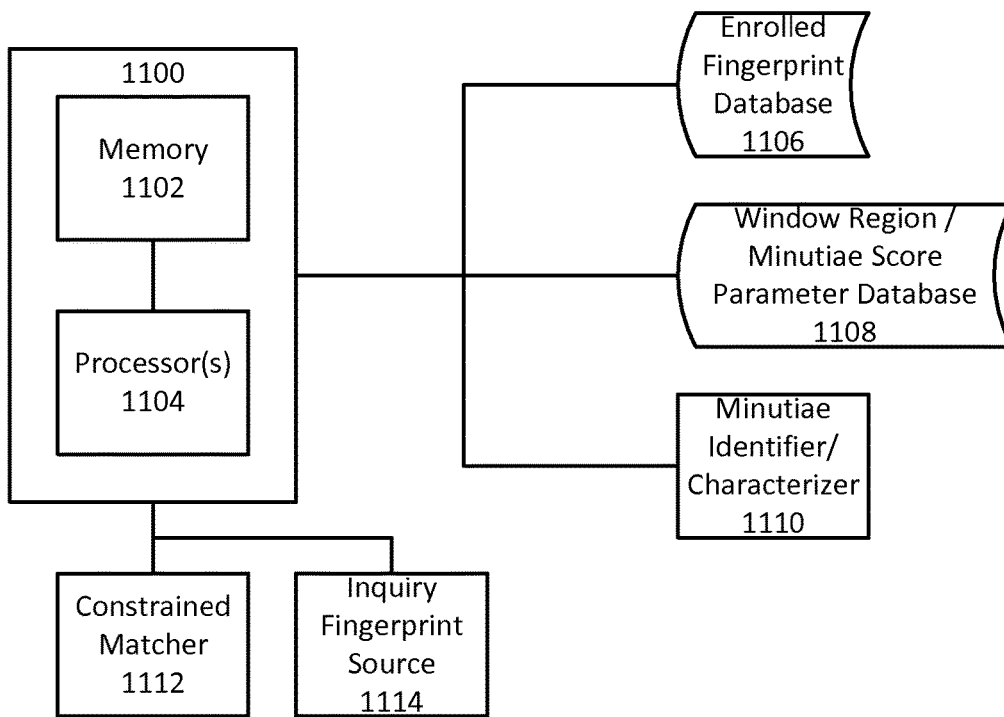 1100
Memory
1102
Processor(s)
1104
Enrolled
Fingerprint
Database
1106
Window Region /
Minutiae Score
Parameter Database
1108
Minutiae
Identifier/
Characterizer
1110
Constrained
Matcher
1112
Inquiry
Fingerprint
Source
1114